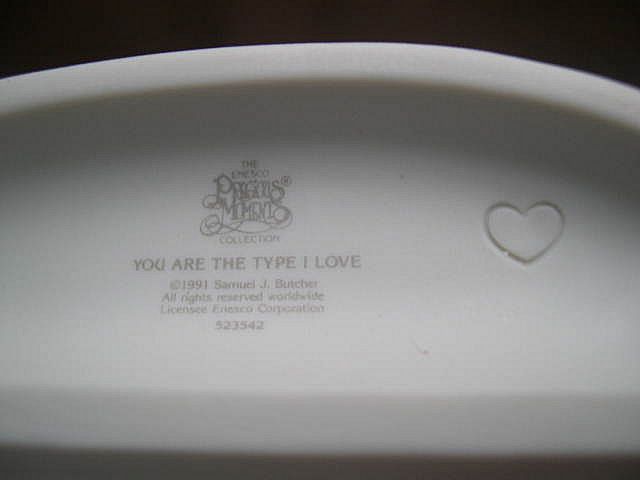 THE
ENESCO
PRECIOUS®
MOMENTS
COLLECTION
YOU ARE THE TYPE I LOVE
©1991 Samuel J. Butcher
All rights reserved worldwide
Licensee Enesco Corporation
523542